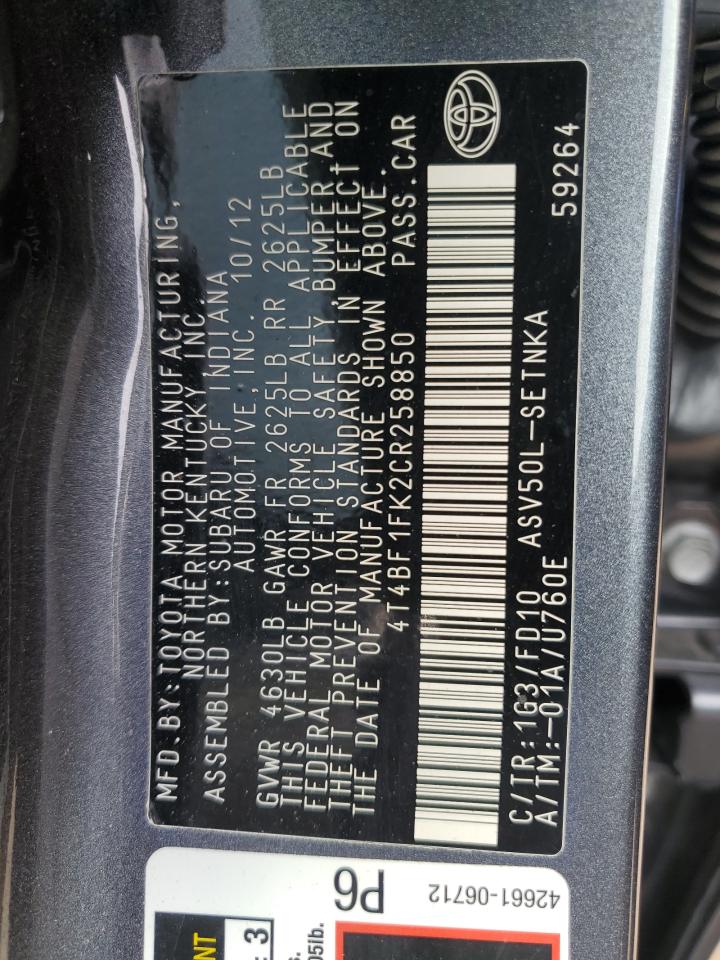 MFD.BY:TOYOTA MOTOR MANUFACTURING,
NORTHERN KENTUCKY INC.
ASSEMBLED BY:SUBARU OF INDIANA
AUTOMOTIVE,INC. 10/12
GVWR 4630LB GAWR FR 2625LB RR 2625LB
THIS VEHICLE CONFORMS TO ALL APPLICABLE
FEDERAL MOTOR VEHICLE SAFETY,BUMPER,AND
THEFT PREVENTION STANDARDS IN EFFECT ON
THE DATE OF MANUFACTURE SHOWN ABOVE.
4T4BF1FK2CR258850 PASS.CAR
C/TR:1G3/FD10 ASV50L-SETNKA
A/TM:-01A/U760E 59264
P6
42661-06712
3